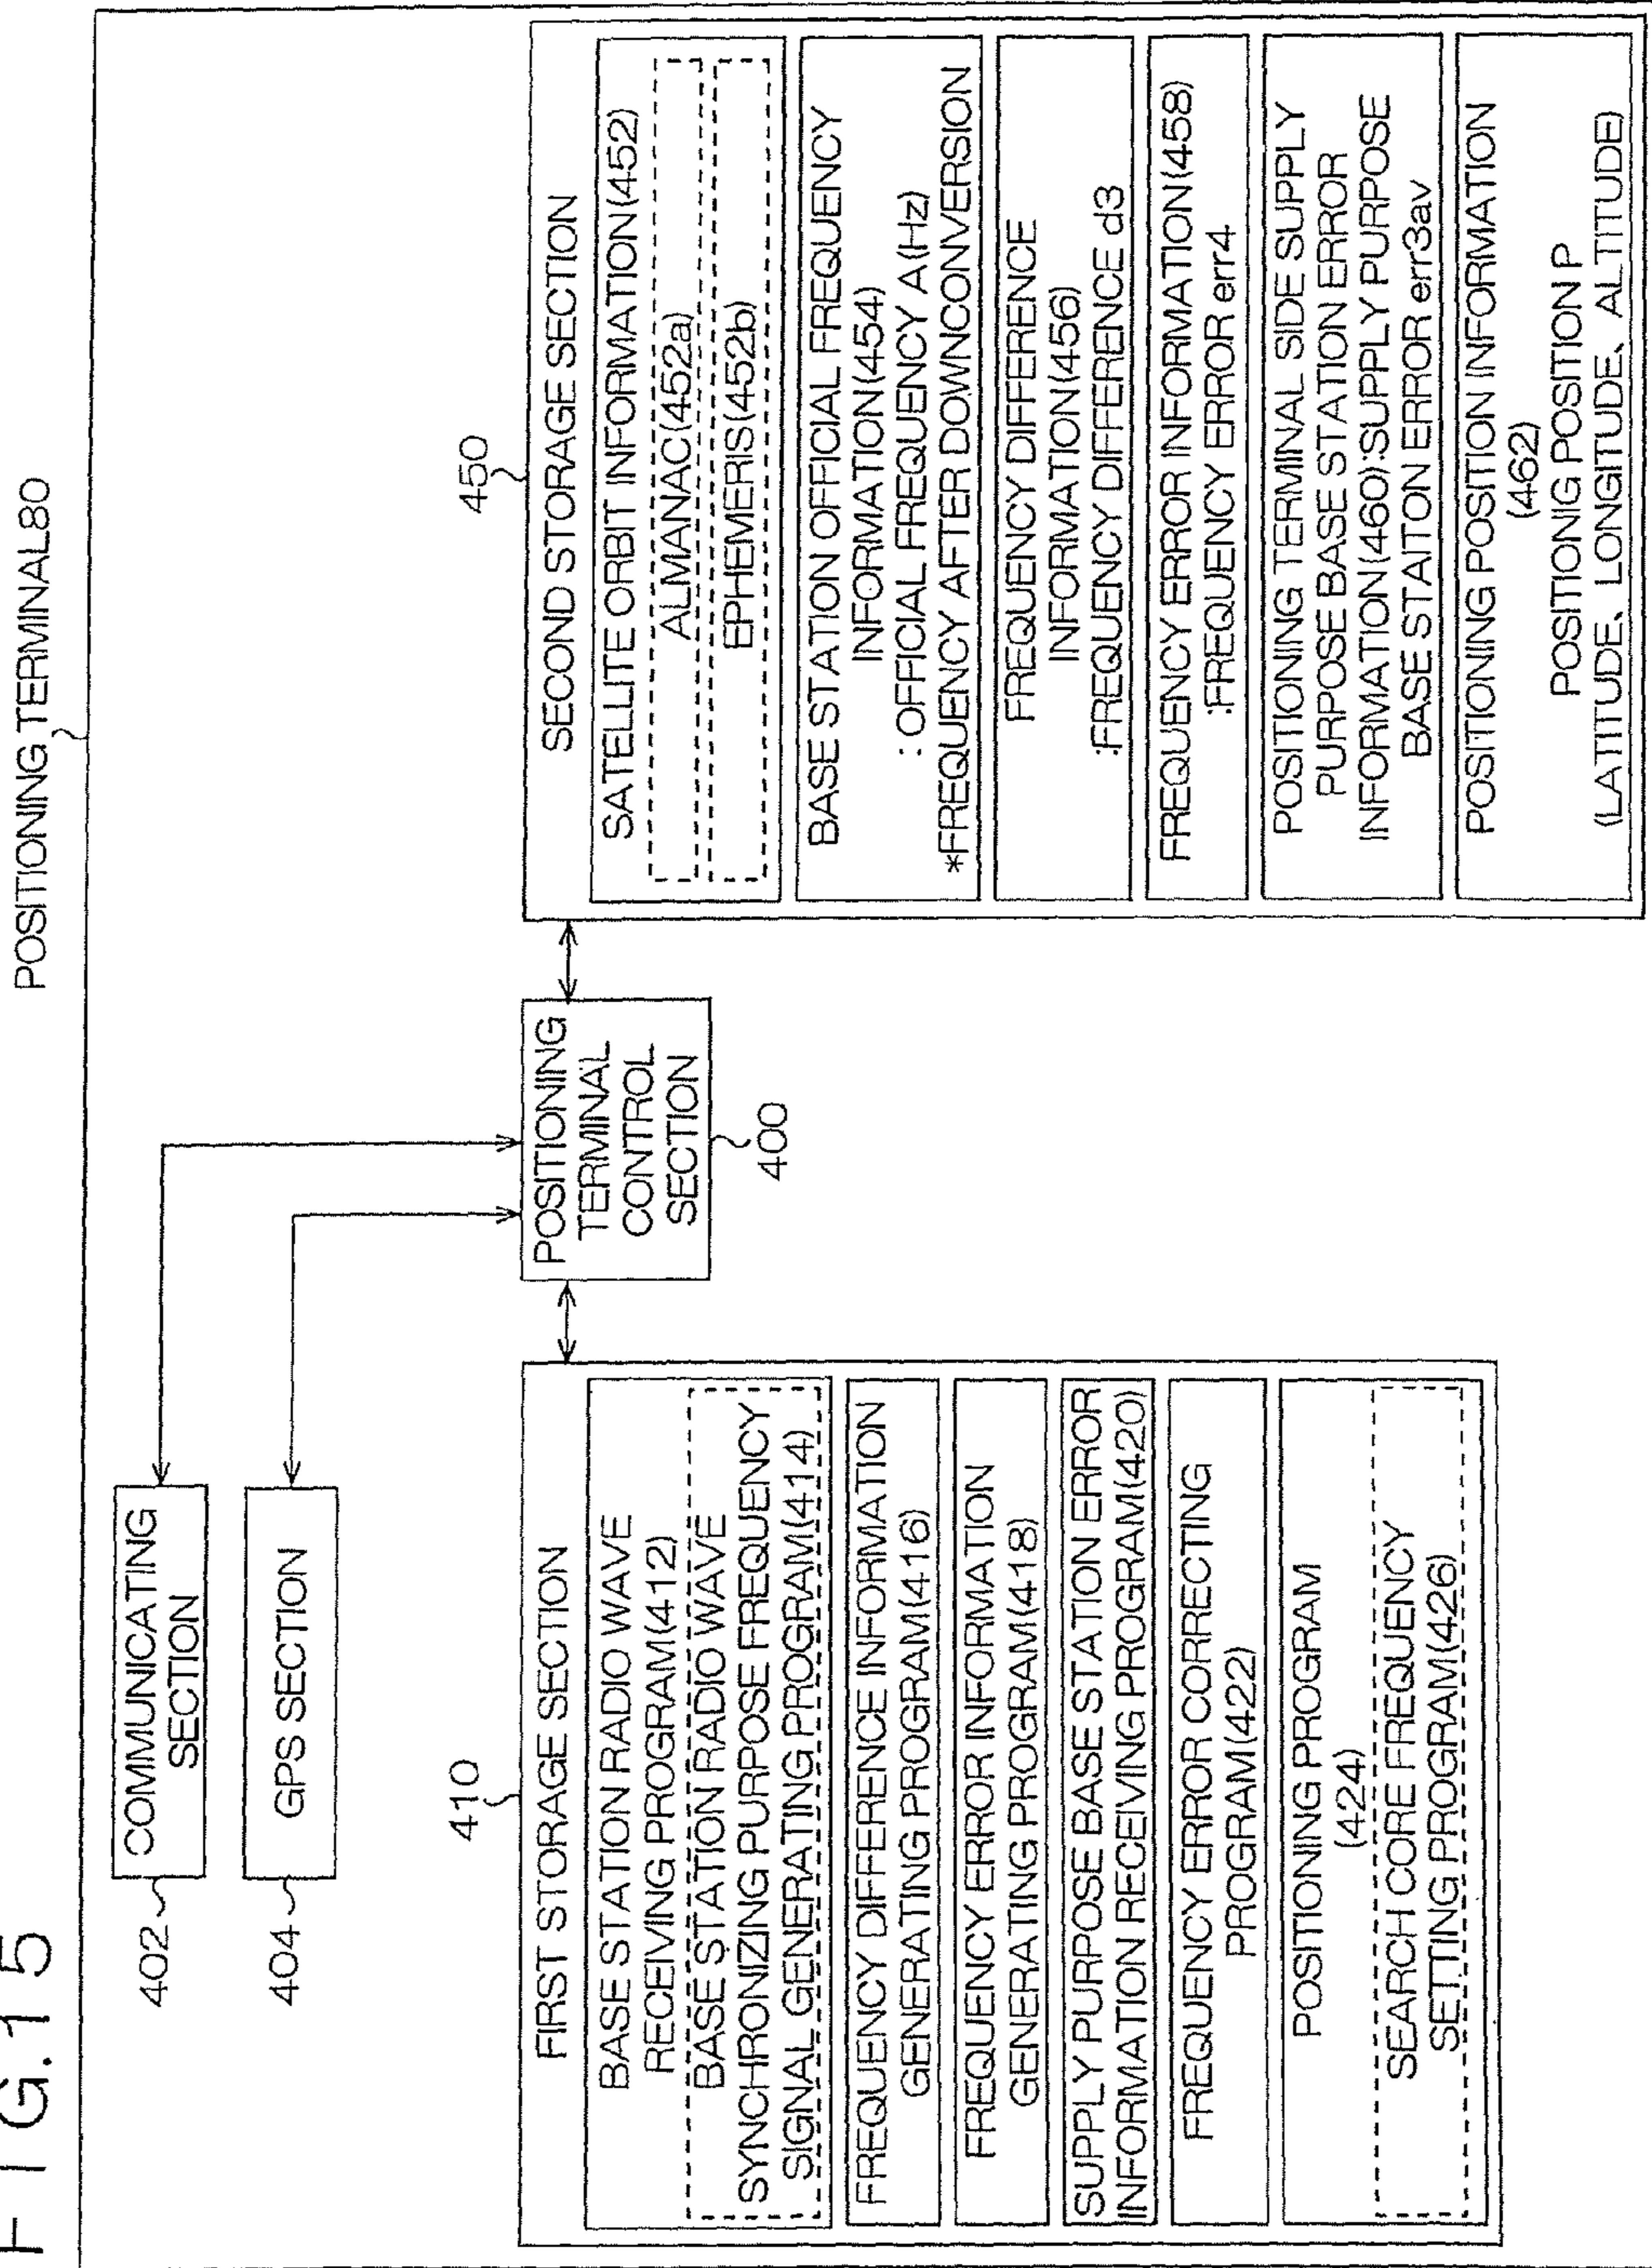 FIG.15
POSITIONING TERMINAL80
402
COMMUNICATING
SECTION
404
GPS SECTION
410
FIRST STORAGE SECTION
BASE STATION RADIO WAVE
RECEIVING PROGRAM(412)
BASE STATION RADIO WAVE
SYNCHRONIZING PURPOSE FREQUENCY
SIGNAL GENERATING PROGRAM(414)
FREQUENCY DIFFERENCE INFORMATION
GENERATING PROGRAM(416)
FREQUENCY ERROR INFORMATION
GENERATING PROGRAM(418)
SUPPLY PURPOSE BASE STATION ERROR
INFORMATION RECEIVING PROGRAM(420)
FREQUENCY ERROR CORRECTING
PROGRAM(422)
POSITIONING PROGRAM
(424)
SEARCH CORE FREQUENCY
SETTING PROGRAM(426)
POSITIONING
TERMINAL
CONTROL
SECTION
400
450
SECOND STORAGE SECTION
SATELLITE ORBIT INFORMATION(452)
ALMANAC(452a)
EPHEMERIS(452b)
BASE STATION OFFICIAL FREQUENCY
INFORMATION(454)
: OFFICIAL FREQUENCY A(Hz)
*FREQUENCY AFTER DOWNCONVERSION
FREQUENCY DIFFERENCE
INFORMATION(456)
:FREQUENCY DIFFERENCE d3
FREQUENCY ERROR INFORMATION(458)
:FREQUENCY ERROR err4
POSITIONING TERMINAL SIDE SUPPLY
PURPOSE BASE STATION ERROR
INFORMATION(460):SUPPLY PURPOSE
BASE STAITON ERROR err3av
POSITIONING POSITION INFORMATION
(462)
POSITIONIG POSITION P
(LATITUDE、LONGITUDE、ALTITUDE)